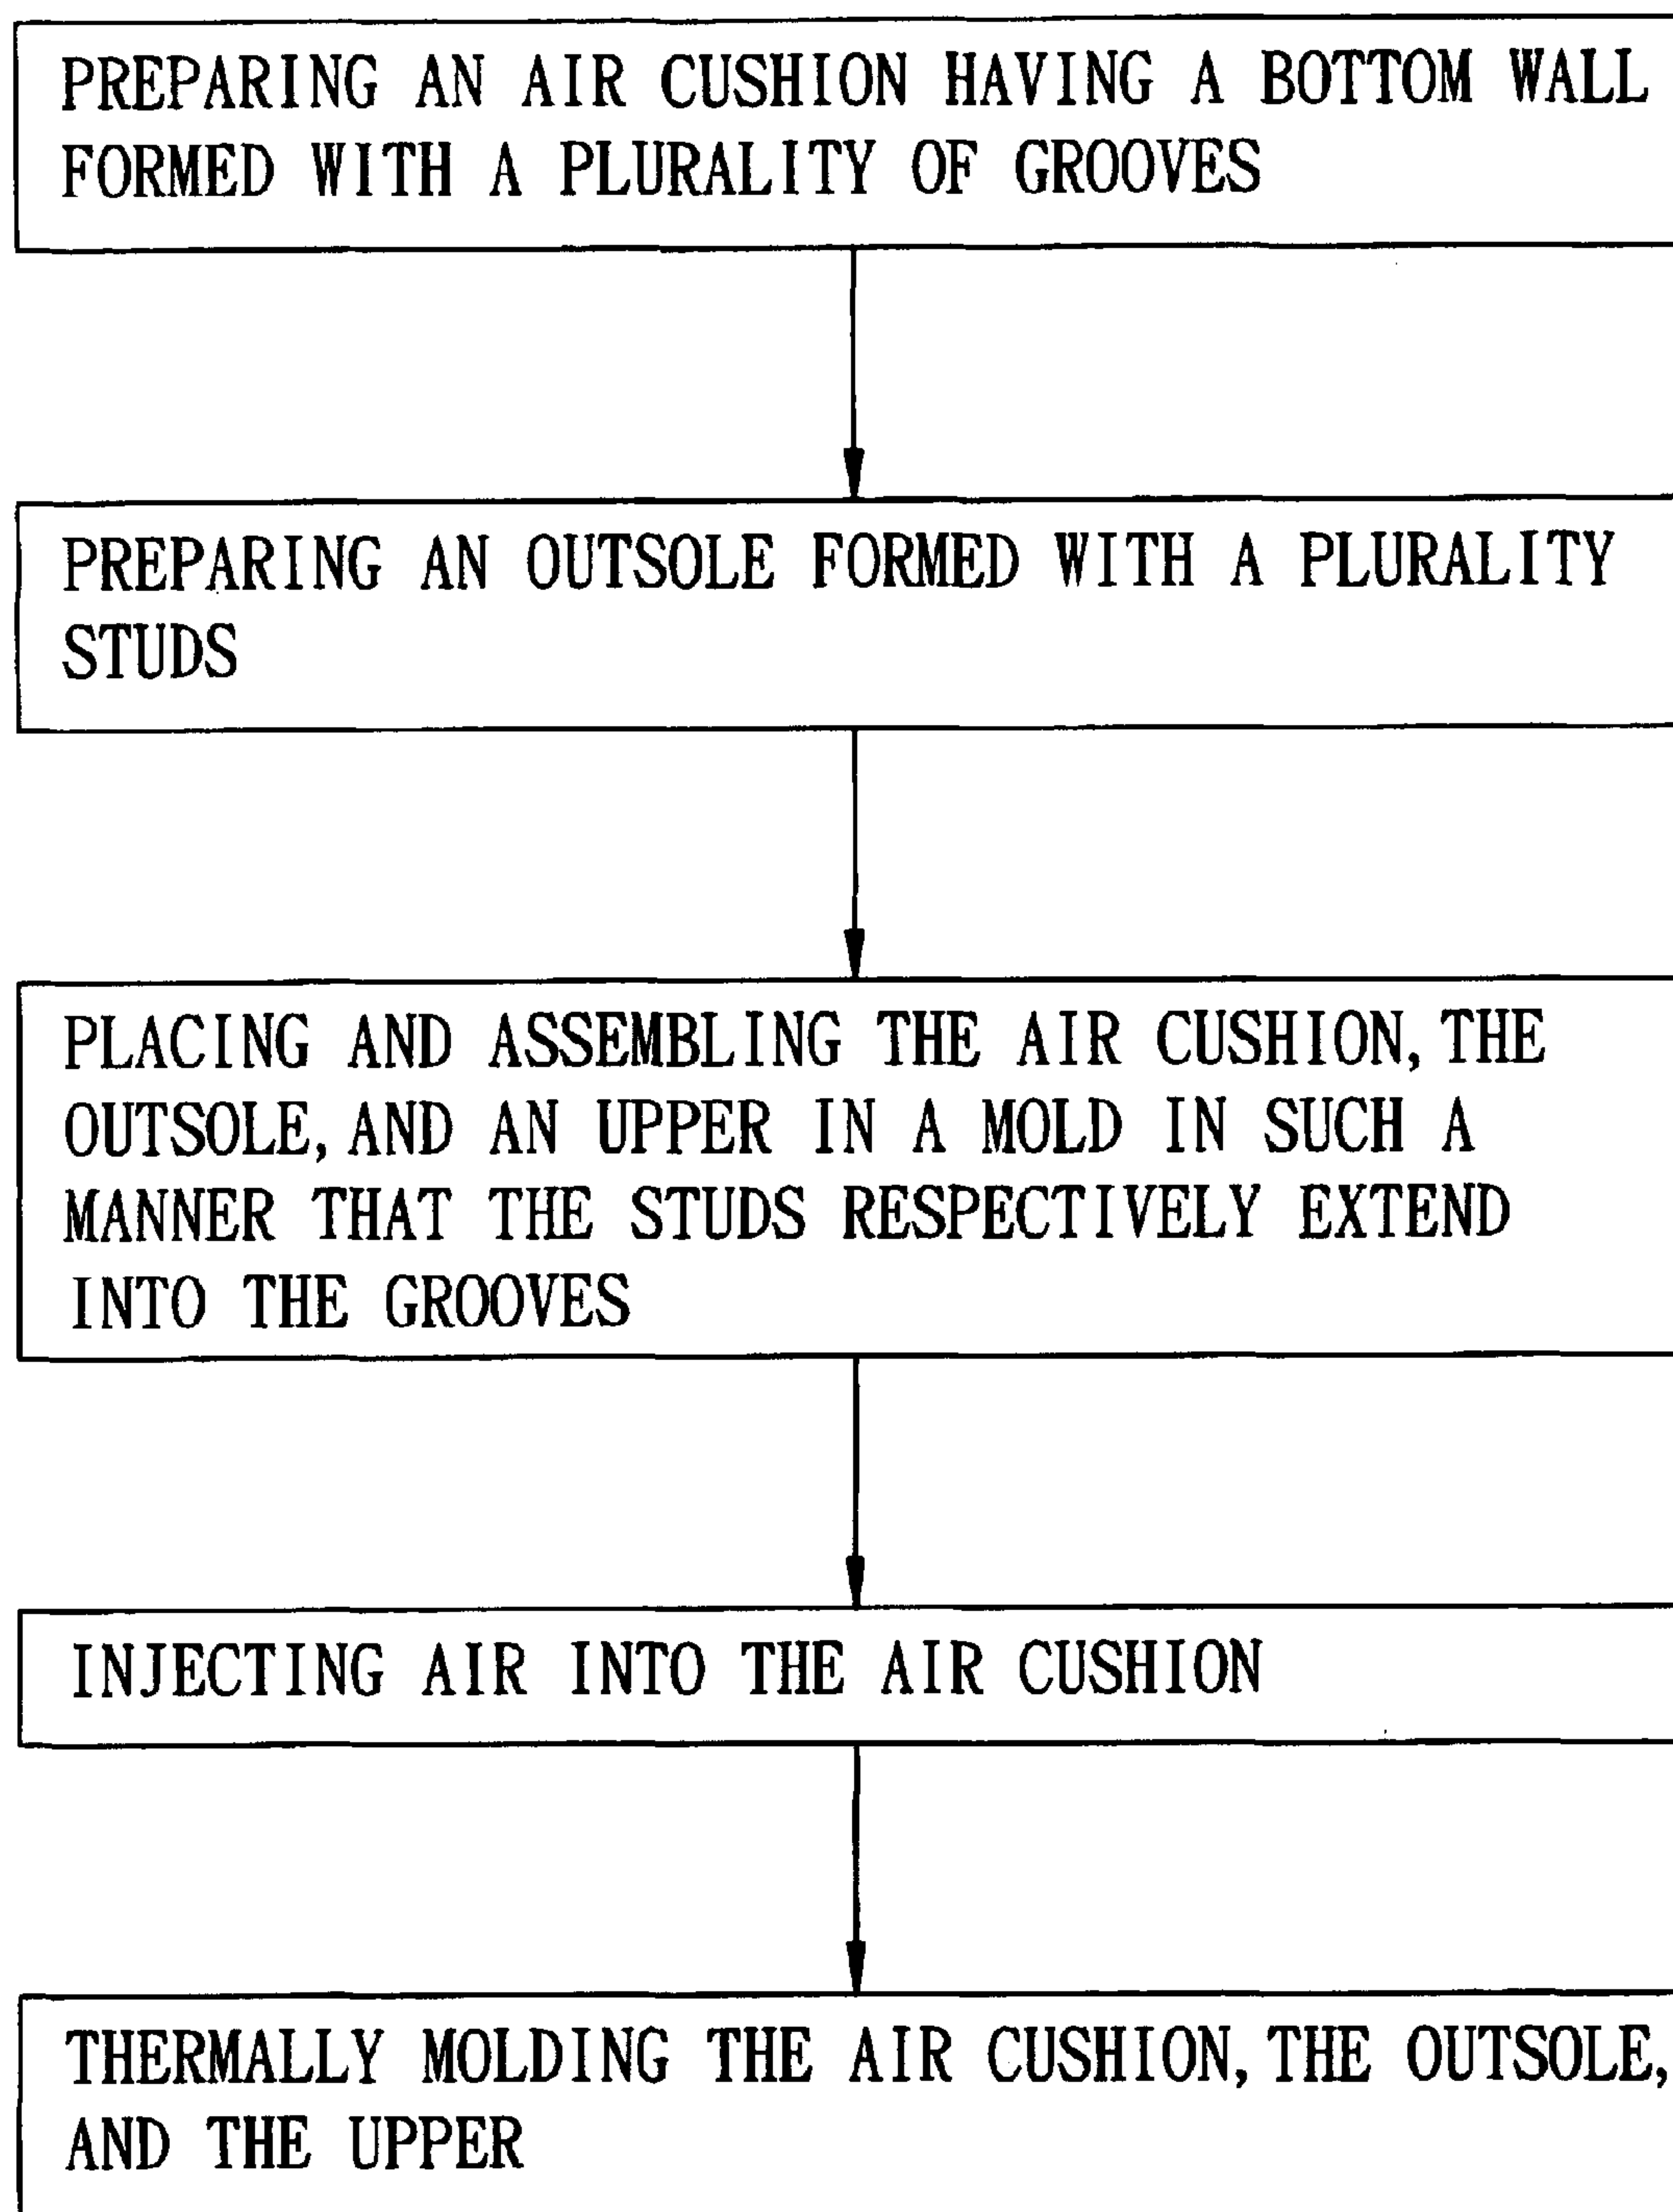 PREPARING AN AIR CUSHION HAVING A BOTTOM WALL
FORMED WITH A PLURALITY OF GROOVES
PREPARING AN OUTSOLE FORMED WITH A PLURALITY
STUDS
PLACING AND ASSEMBLING THE AIR CUSHION, THE
OUTSOLE, AND AN UPPER IN A MOLD IN SUCH A
MANNER THAT THE STUDS RESPECTIVELY EXTEND
INTO THE GROOVES
INJECTING AIR INTO THE AIR CUSHION
THERMALLY MOLDING THE AIR CUSHION, THE OUTSOLE,
AND THE UPPER